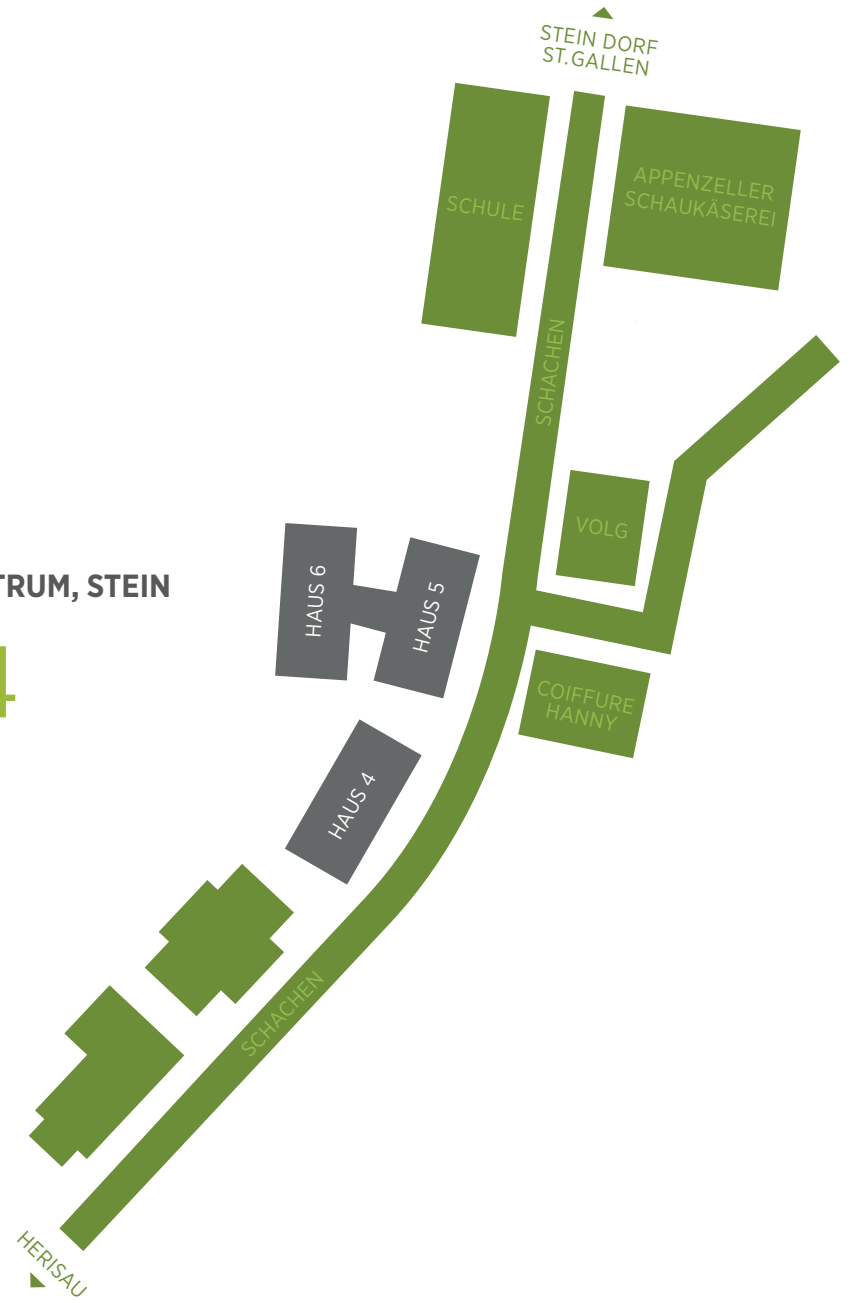 STEIN DORF
ST. GALLEN
SCHULE
APPENZELLER
SCHAUKÄSEREI
SCHACHEN
VOLG
HAUS 6
HAUS 5
TRUM, STEIN
COIFFURE
HANNY
HAUS 4
SCHACHEN
HERISAU